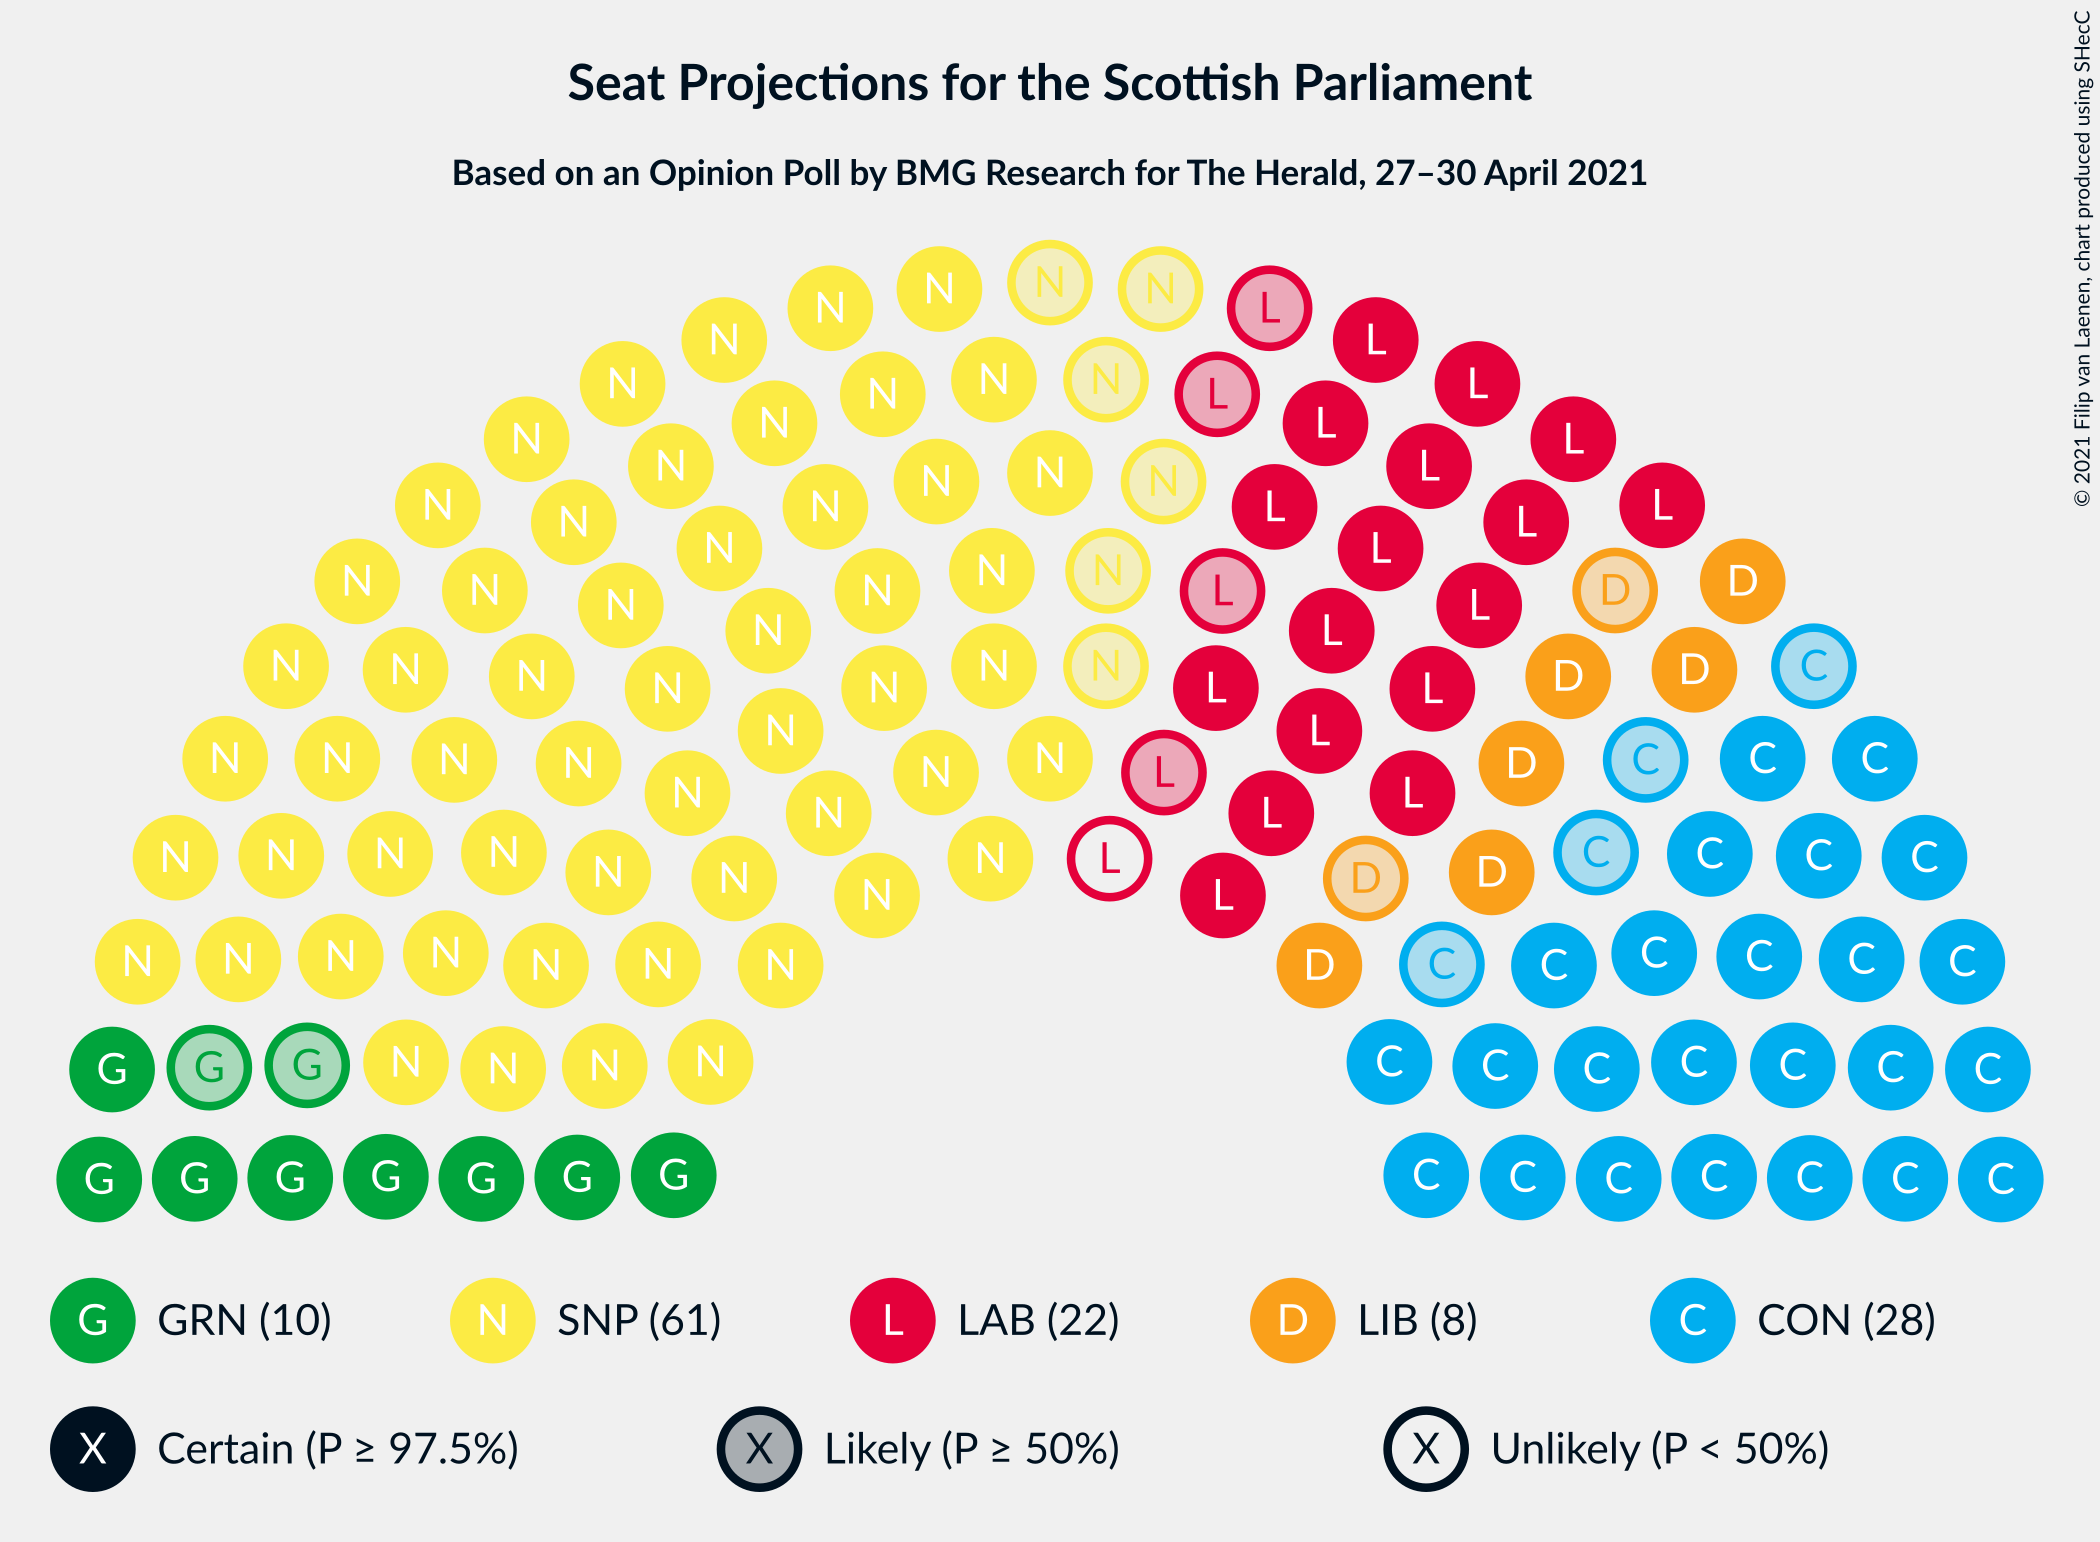 Seat Projections for the Scottish Parliament
Based on an Opinion Poll by BMG Research for The Herald, 27–30 April 2021
© 2021 Filip van Laenen, chart produced using SHecC
N N N N N
N N L L N
N N N N L L L
N N N L L L
N N N N N L L L L
N N N N N L L L D D
N N N N N N L L L D D C
N N N N N N N N L L L D C C C
N N N N N N N N L L L D D C C C C
N N N N N N N D C C C C C C
G G G N N N N C C C C C C C
G G G G G G G C C C C C C C
G GRN (10) N SNP (61) L LAB (22) D LIB (8) C CON (28)
X Certain (P ≥ 97.5%) X Likely (P ≥ 50%) X Unlikely (P < 50%)